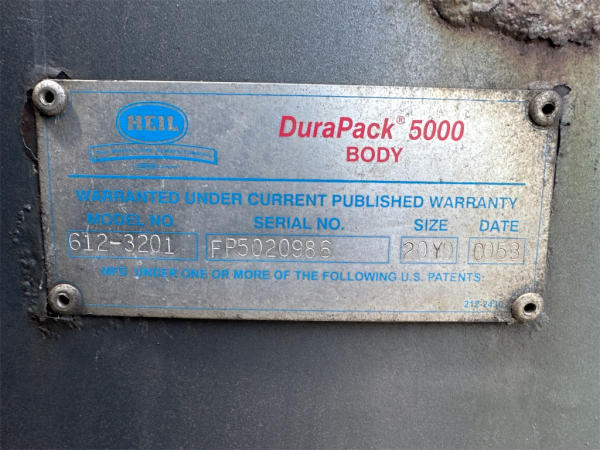 HEIL
DuraPack® 5000
BODY
WARRANTED UNDER CURRENT PUBLISHED WARRANTY
MODEL NO. SERIAL NO. SIZE DATE
612-3201 FP5020986 20YD 0053
MFD. UNDER ONE OR MORE OF THE FOLLOWING U.S. PATENTS: